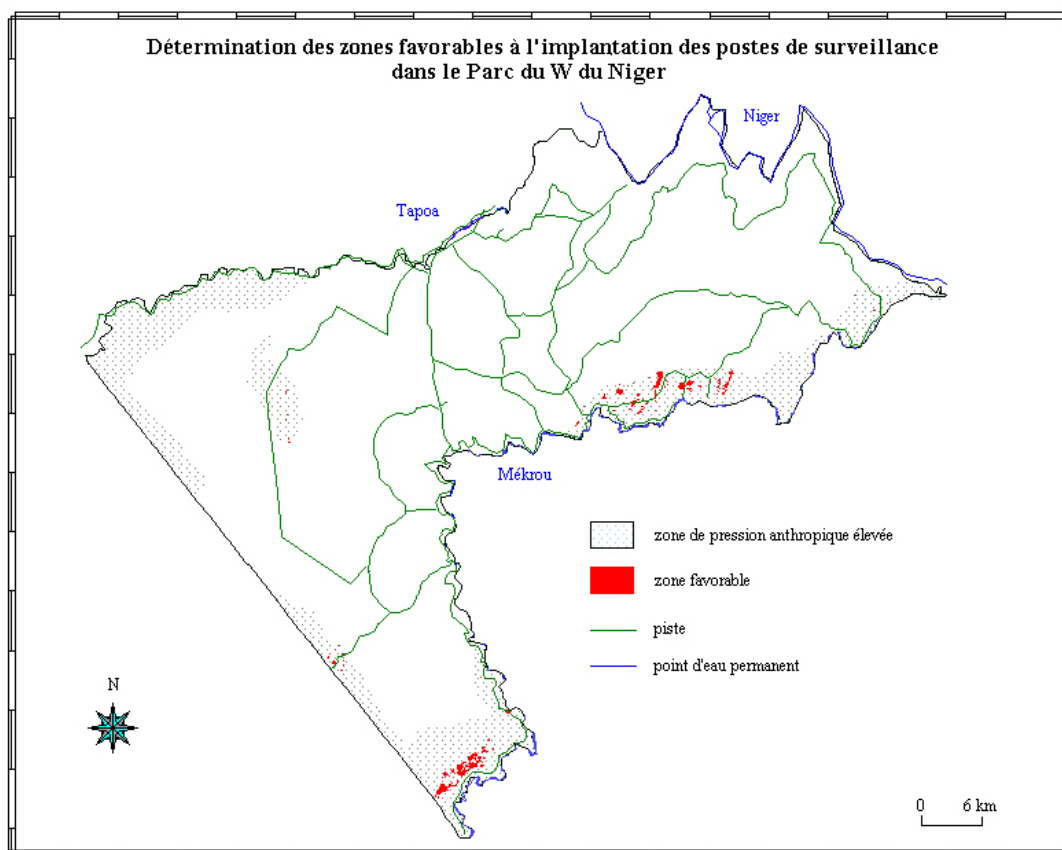 Détermination des zones favorables à l'implantation des postes de surveillance
dans le Parc du W du Niger
Niger
Tapoa
Mékrou
zone de pression anthropique élevée
zone favorable
piste
point d'eau permanent
N
0 6 km